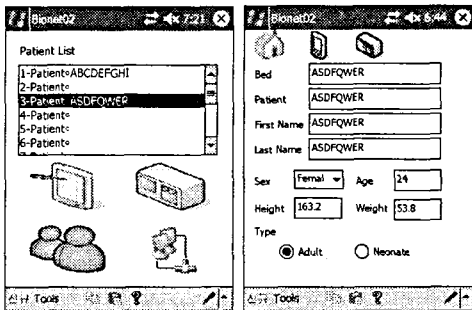 Bionet02 7:21
Patient List
1-Patient:ABCDEFGHI
2-Patient:
3-Patient:ASDFQWER
4-Patient:
5-Patient:
6-Patient:
Tools
Bionet02 6:44
Bed ASDFQWER
Patient ASDFQWER
First Name ASDFQWER
Last Name ASDFQWER
Sex Femal Age 24
Height 163.2 Weight 53.8
Type
Adult Neonate
Tools